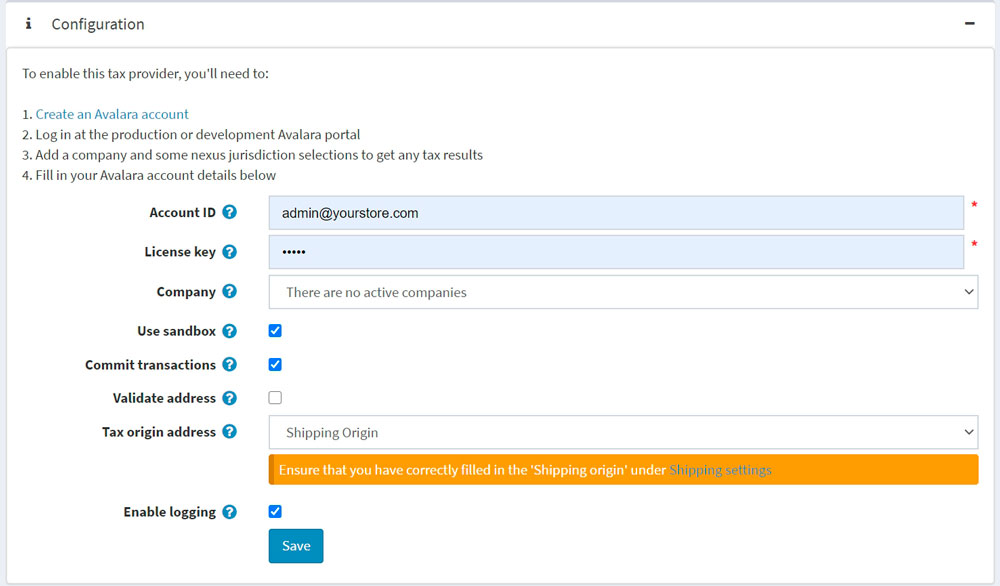 Configuration
To enable this tax provider, you'll need to:
1. Create an Avalara account
2. Log in at the production or development Avalara portal
3. Add a company and some nexus jurisdiction selections to get any tax results
4. Fill in your Avalara account details below
Account ID ? admin@yourstore.com *
License key ? ••••• *
Company ? There are no active companies
Use sandbox ?
Commit transactions ?
Validate address ?
Tax origin address ? Shipping Origin
Ensure that you have correctly filled in the 'Shipping origin' under Shipping settings
Enable logging ?
Save